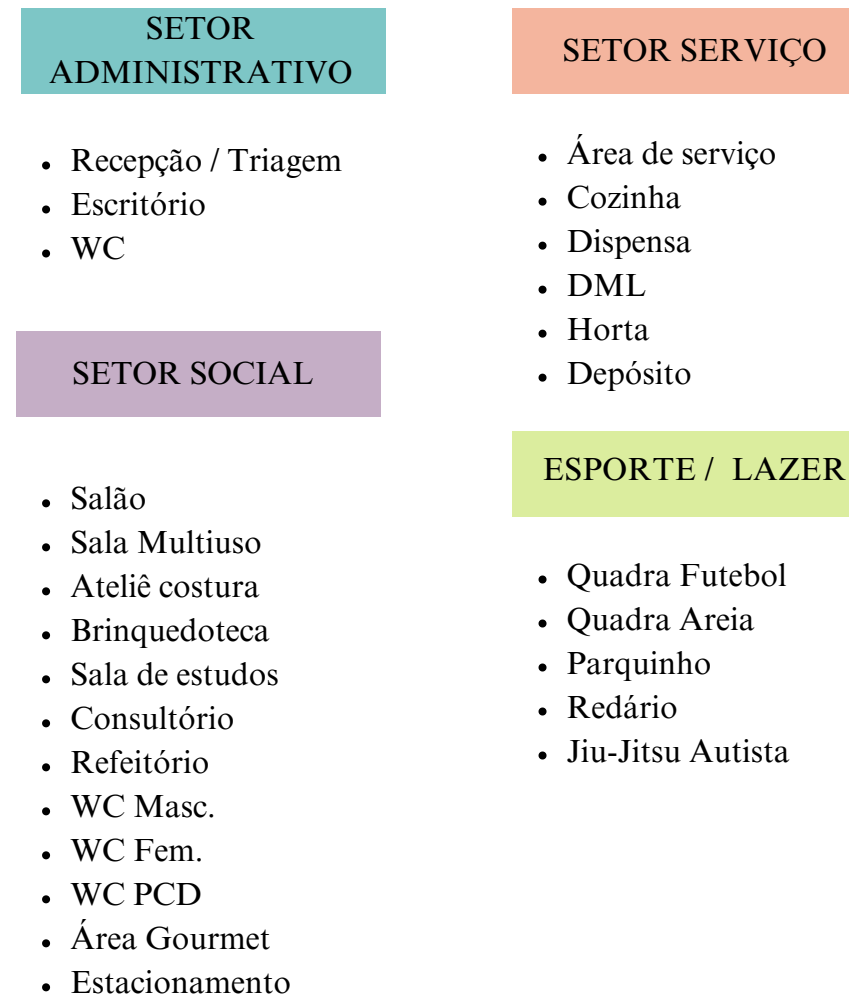 SETOR
ADMINISTRATIVO
• Recepção / Triagem
• Escritório
• WC
SETOR SOCIAL
• Salão
• Sala Multiuso
• Ateliê costura
• Brinquedoteca
• Sala de estudos
• Consultório
• Refeitório
• WC Masc.
• WC Fem.
• WC PCD
• Área Gourmet
• Estacionamento
SETOR SERVIÇO
• Área de serviço
• Cozinha
• Dispensa
• DML
• Horta
• Depósito
ESPORTE / LAZER
• Quadra Futebol
• Quadra Areia
• Parquinho
• Redário
• Jiu-Jitsu Autista